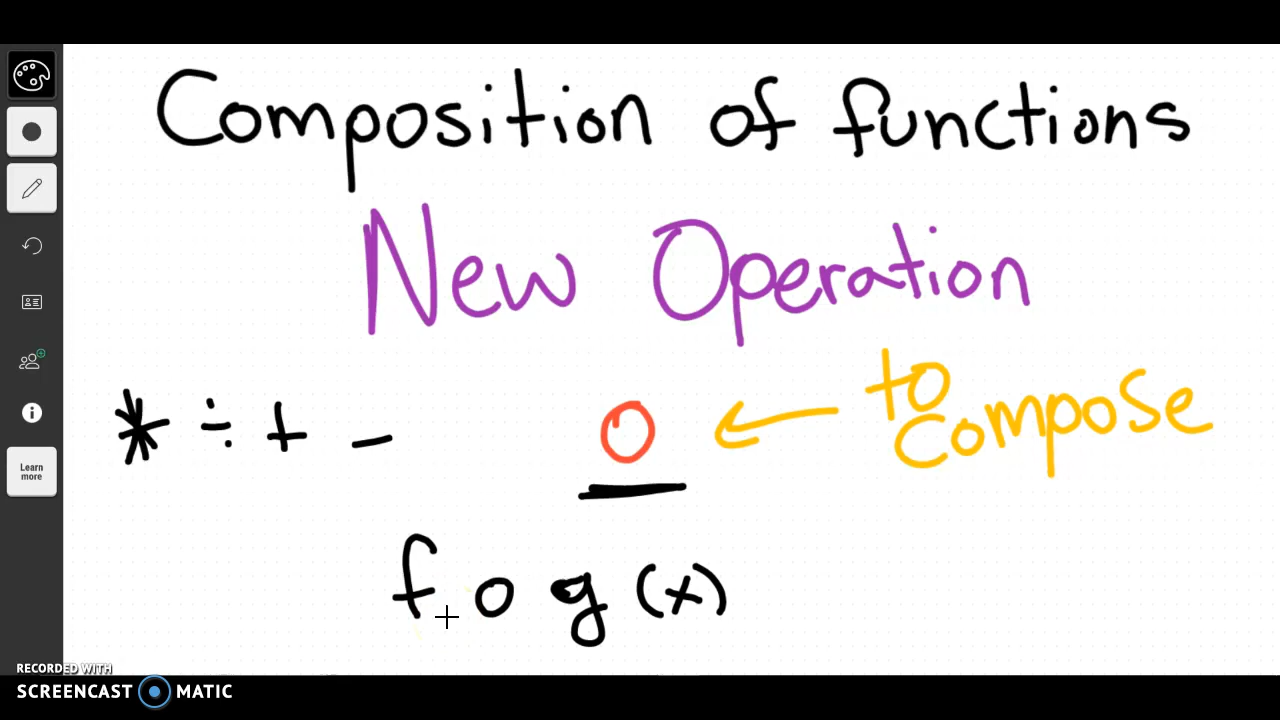 Composition of functions
New Operation
* ÷ + - o ← to compose
f o g (x)
Learn more
RECORDED WITH
SCREENCAST MATIC